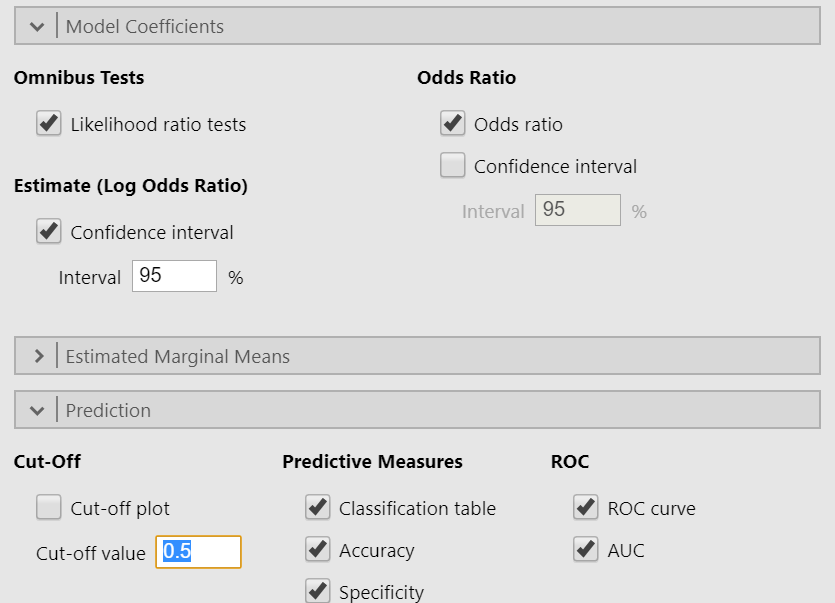 Model Coefficients
Omnibus Tests
Likelihood ratio tests
Estimate (Log Odds Ratio)
Confidence interval
Interval 95 %
Odds Ratio
Odds ratio
Confidence interval
Interval 95 %
Estimated Marginal Means
Prediction
Cut-Off
Cut-off plot
Cut-off value 0.5
Predictive Measures
Classification table
Accuracy
Specificity
ROC
ROC curve
AUC